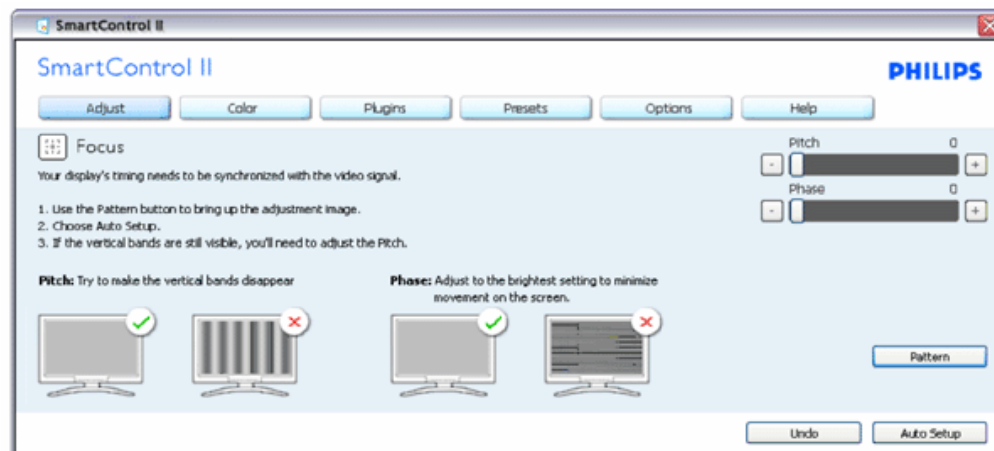 SmartControl II
SmartControl II
PHILIPS
Adjust Color Plugins Presets Options Help
Focus
Pitch 0
Your display's timing needs to be synchronized with the video signal.
- +
Phase 0
1. Use the Pattern button to bring up the adjustment image.
- +
2. Choose Auto Setup.
3. If the vertical bands are still visible, you'll need to adjust the Pitch.
Pitch: Try to make the vertical bands disappear
Phase: Adjust to the brightest setting to minimize
movement on the screen.
Pattern
Undo Auto Setup